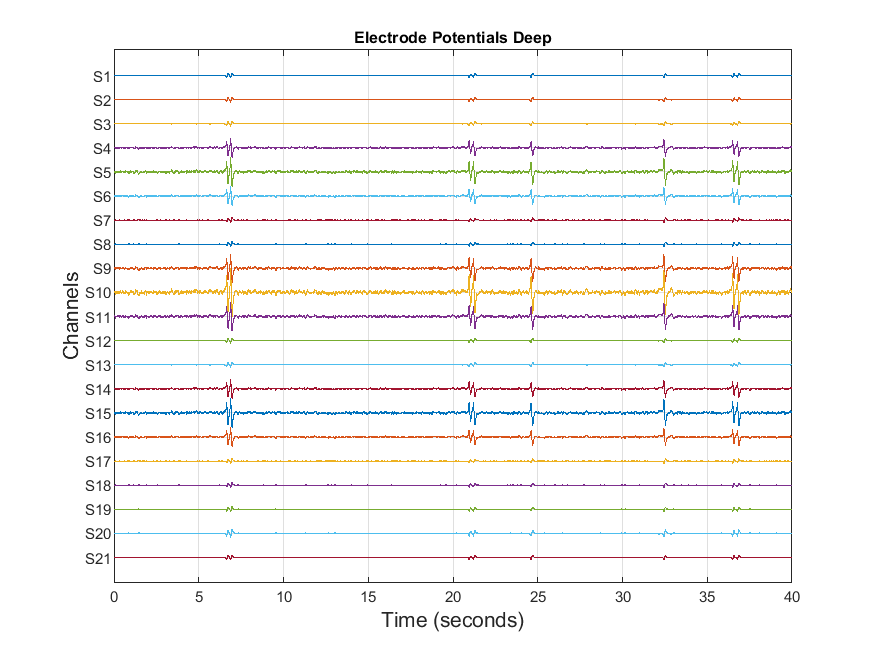 Electrode Potentials Deep
Channels
S1
S2
S3
S4
S5
S6
S7
S8
S9
S10
S11
S12
S13
S14
S15
S16
S17
S18
S19
S20
S21
0 5 10 15 20 25 30 35 40
Time (seconds)